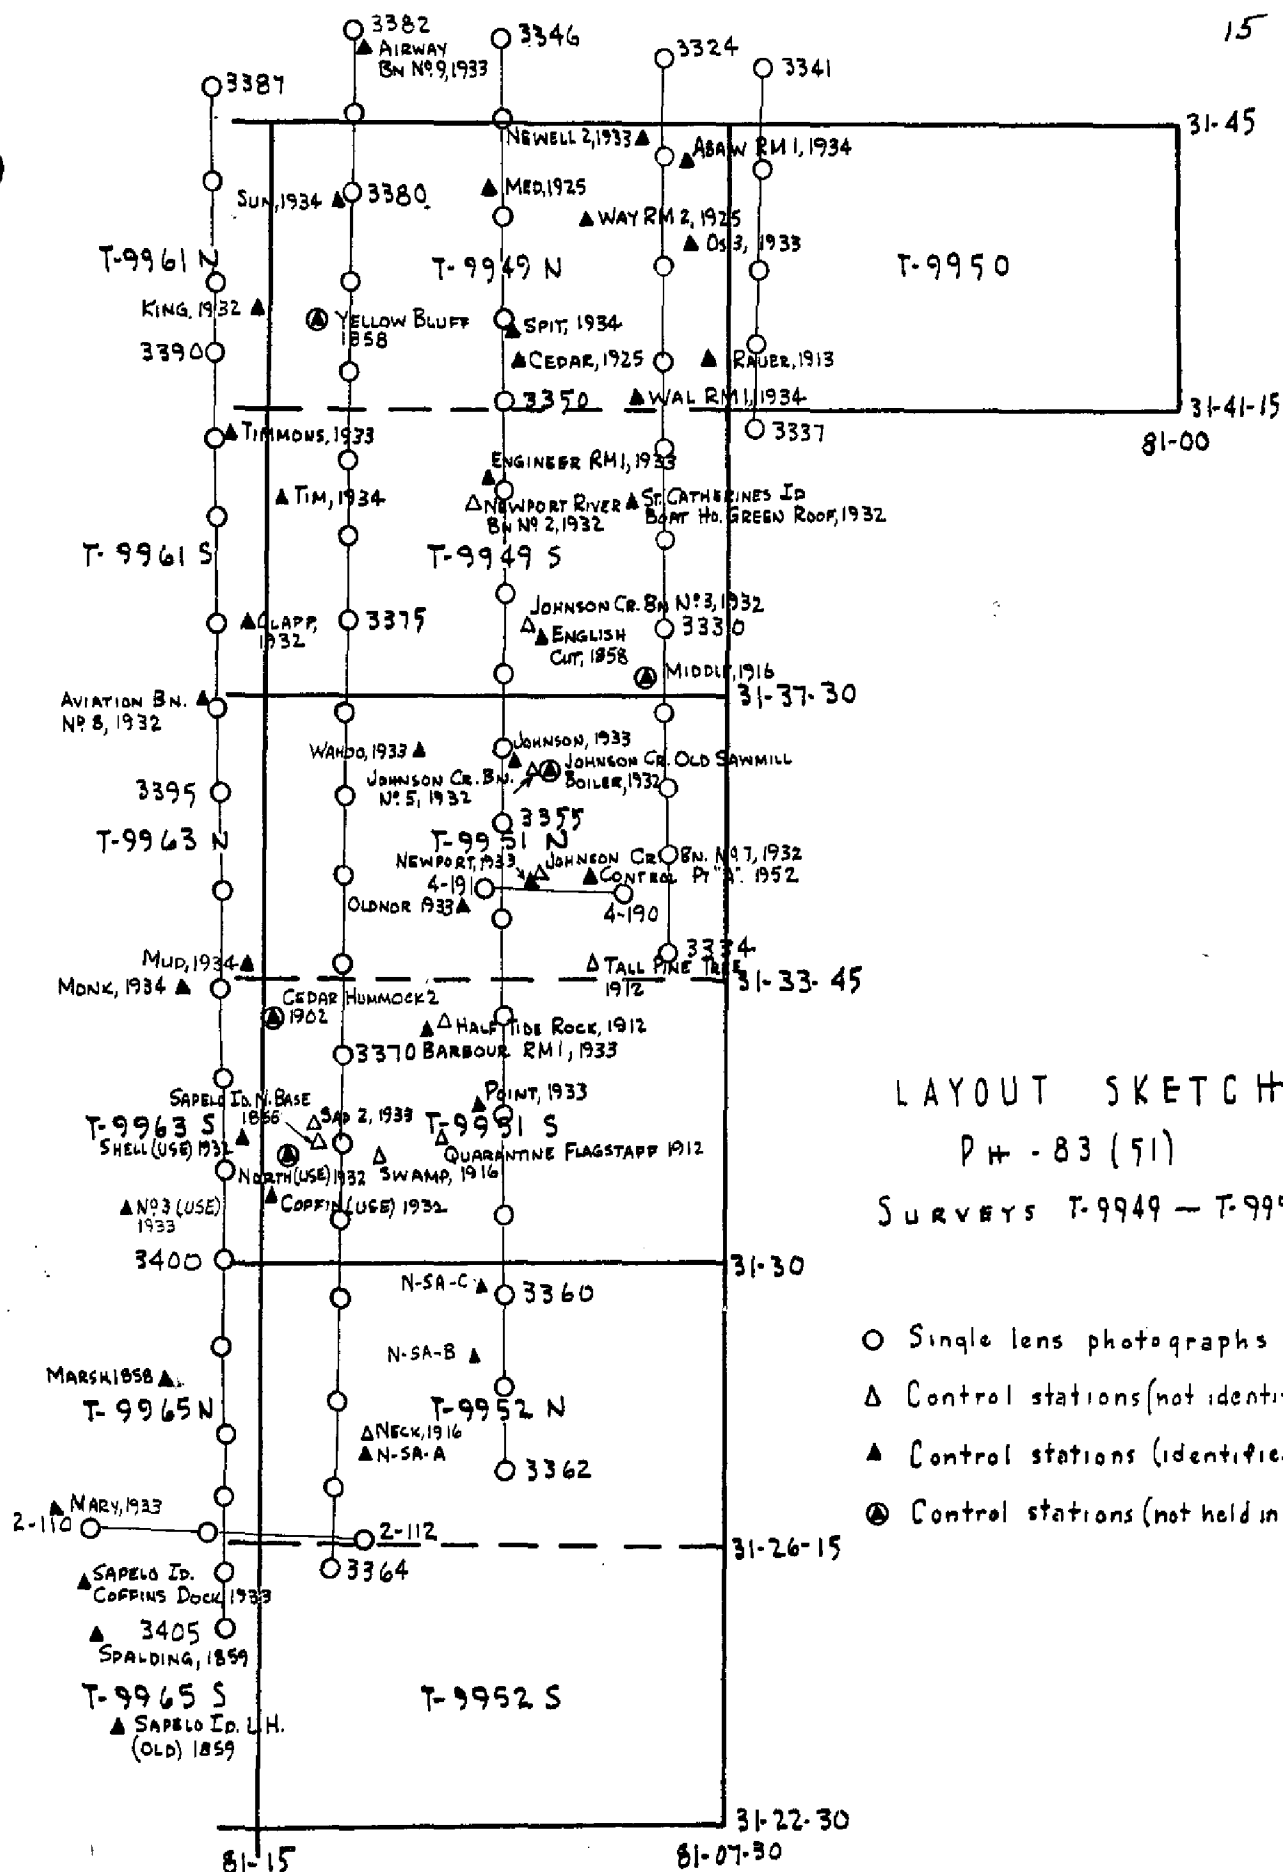 15
3382
▲ AIRWAY
BN Nº 9, 1933
3346
3324
3341
3387
31-45
NEWELL 2, 1933
ABAW RM 1, 1934
SUN, 1934
3380
MED, 1925
WAY RM 2, 1925
OS 3, 1933
T-9961 N
T-9949 N
T-9950
KING, 1932
YELLOW BLUFF
1858
SPIT, 1934
3390
CEDAR, 1925
RAUER, 1913
3350
WAL RM 1, 1934
31-41-15
3337
81-00
TIMMONS, 1933
ENGINEER RM 1, 1933
TIM, 1934
NEWPORT RIVER
BN Nº 2, 1932
ST. CATHERINES ID
BOAT HO. GREEN ROOF, 1932
T-9961 S
T-9949 S
JOHNSON CR. BN Nº 3, 1932
CLAPP,
1932
3375
ENGLISH
CUT, 1858
3330
MIDDLE, 1916
AVIATION BN.
Nº 8, 1932
31-37-30
WAHOO, 1933
JOHNSON, 1933
JOHNSON CR. OLD SAWMILL
BOILER, 1932
JOHNSON CR. BN.
Nº 5, 1932
3395
3355
T-9963 N
T-9951 N
NEWPORT, 1933
JOHNSON CR. BN. Nº 7, 1932
CONTROL PT "A". 1952
4-191
OLDNOR 1933
4-190
3334
MUD, 1934
TALL PINE TREE
1912
MONK, 1934
31-33-45
CEDAR HUMMOCK 2
1902
HALF TIDE ROCK, 1912
3370
BARBOUR RM 1, 1933
SAPELO ID. N. BASE
POINT, 1933
SAP 2, 1933
T-9963 S
T-9951 S
SHELL (USE) 1932
QUARANTINE FLAGSTAFF 1912
NORTH (USE) 1932
SWAMP, 1916
Nº 3 (USE)
1933
COFFIN (USE) 1932
3400
31-30
N-SA-C
3360
N-SA-B
MARSH 1858
T-9965 N
T-9952 N
NECK, 1916
N-SA-A
3362
MARY, 1933
2-110
2-112
31-26-15
3364
SAPELO ID.
COFFINS DOCK, 1933
3405
SPALDING, 1859
T-9965 S
T-9952 S
SAPELO ID. L.H.
(OLD) 1859
31-22-30
81-15
81-07-30
LAYOUT SKETCH
PH-83 (51)
SURVEYS T-9949 — T-99
Single lens photographs
Control stations (not identi
Control stations (identifie
Control stations (not held in